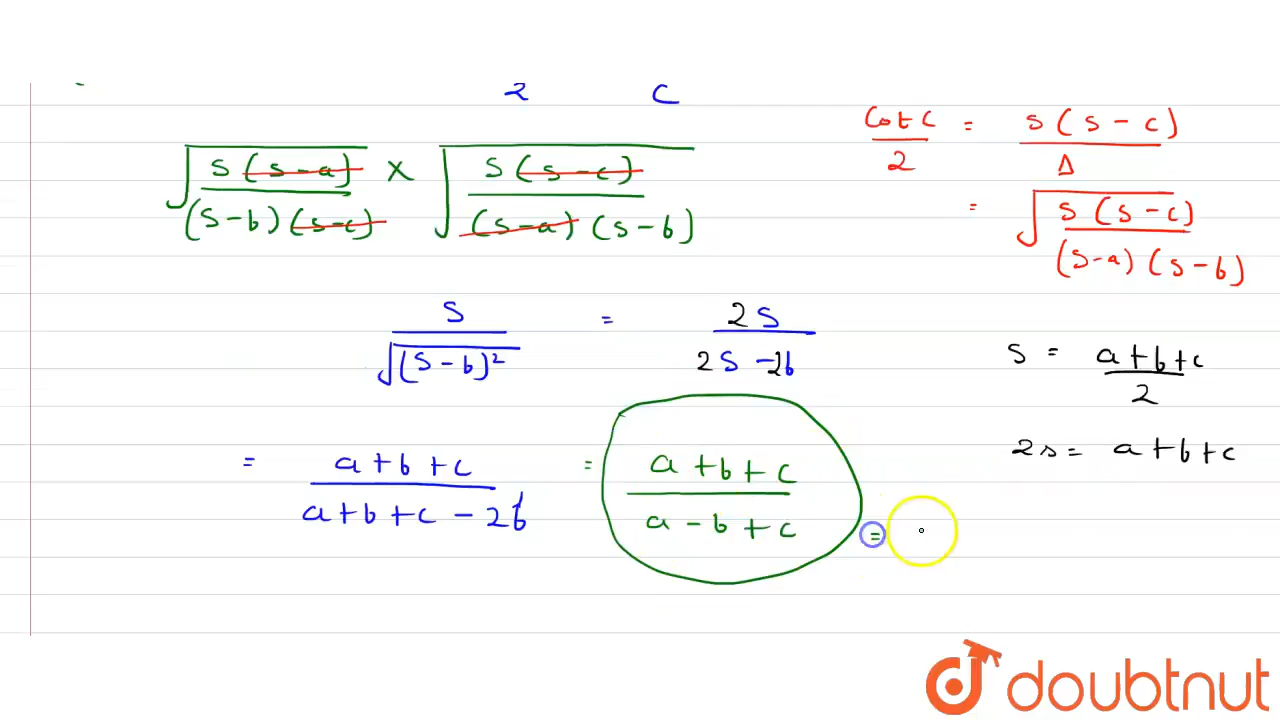 2 C
√(s(s-a)/(s-b)(s-c)) × √(s(s-c)/(s-a)(s-b))
s/√((s-b)²) = 2s/2s-2b
= a+b+c/a+b+c-2b = a+b+c/a-b+c =
Cot C/2 = s(s-c)/Δ
= √(s(s-c)/(s-a)(s-b))
s = a+b+c/2
2s = a+b+c
doubtnut